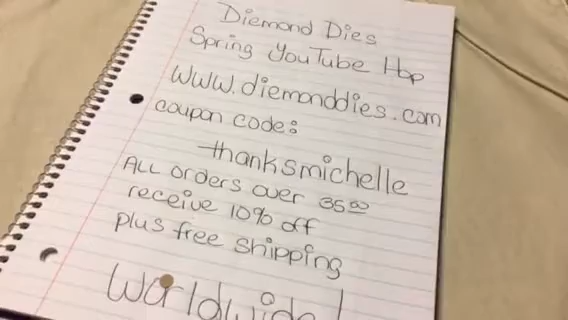 Diemond Dies
Spring YouTube Hop
www.diemonddies.com
coupon code:
thanksmichelle
ALL orders over 35.00
receive 10% off
plus free shipping
worldwide!